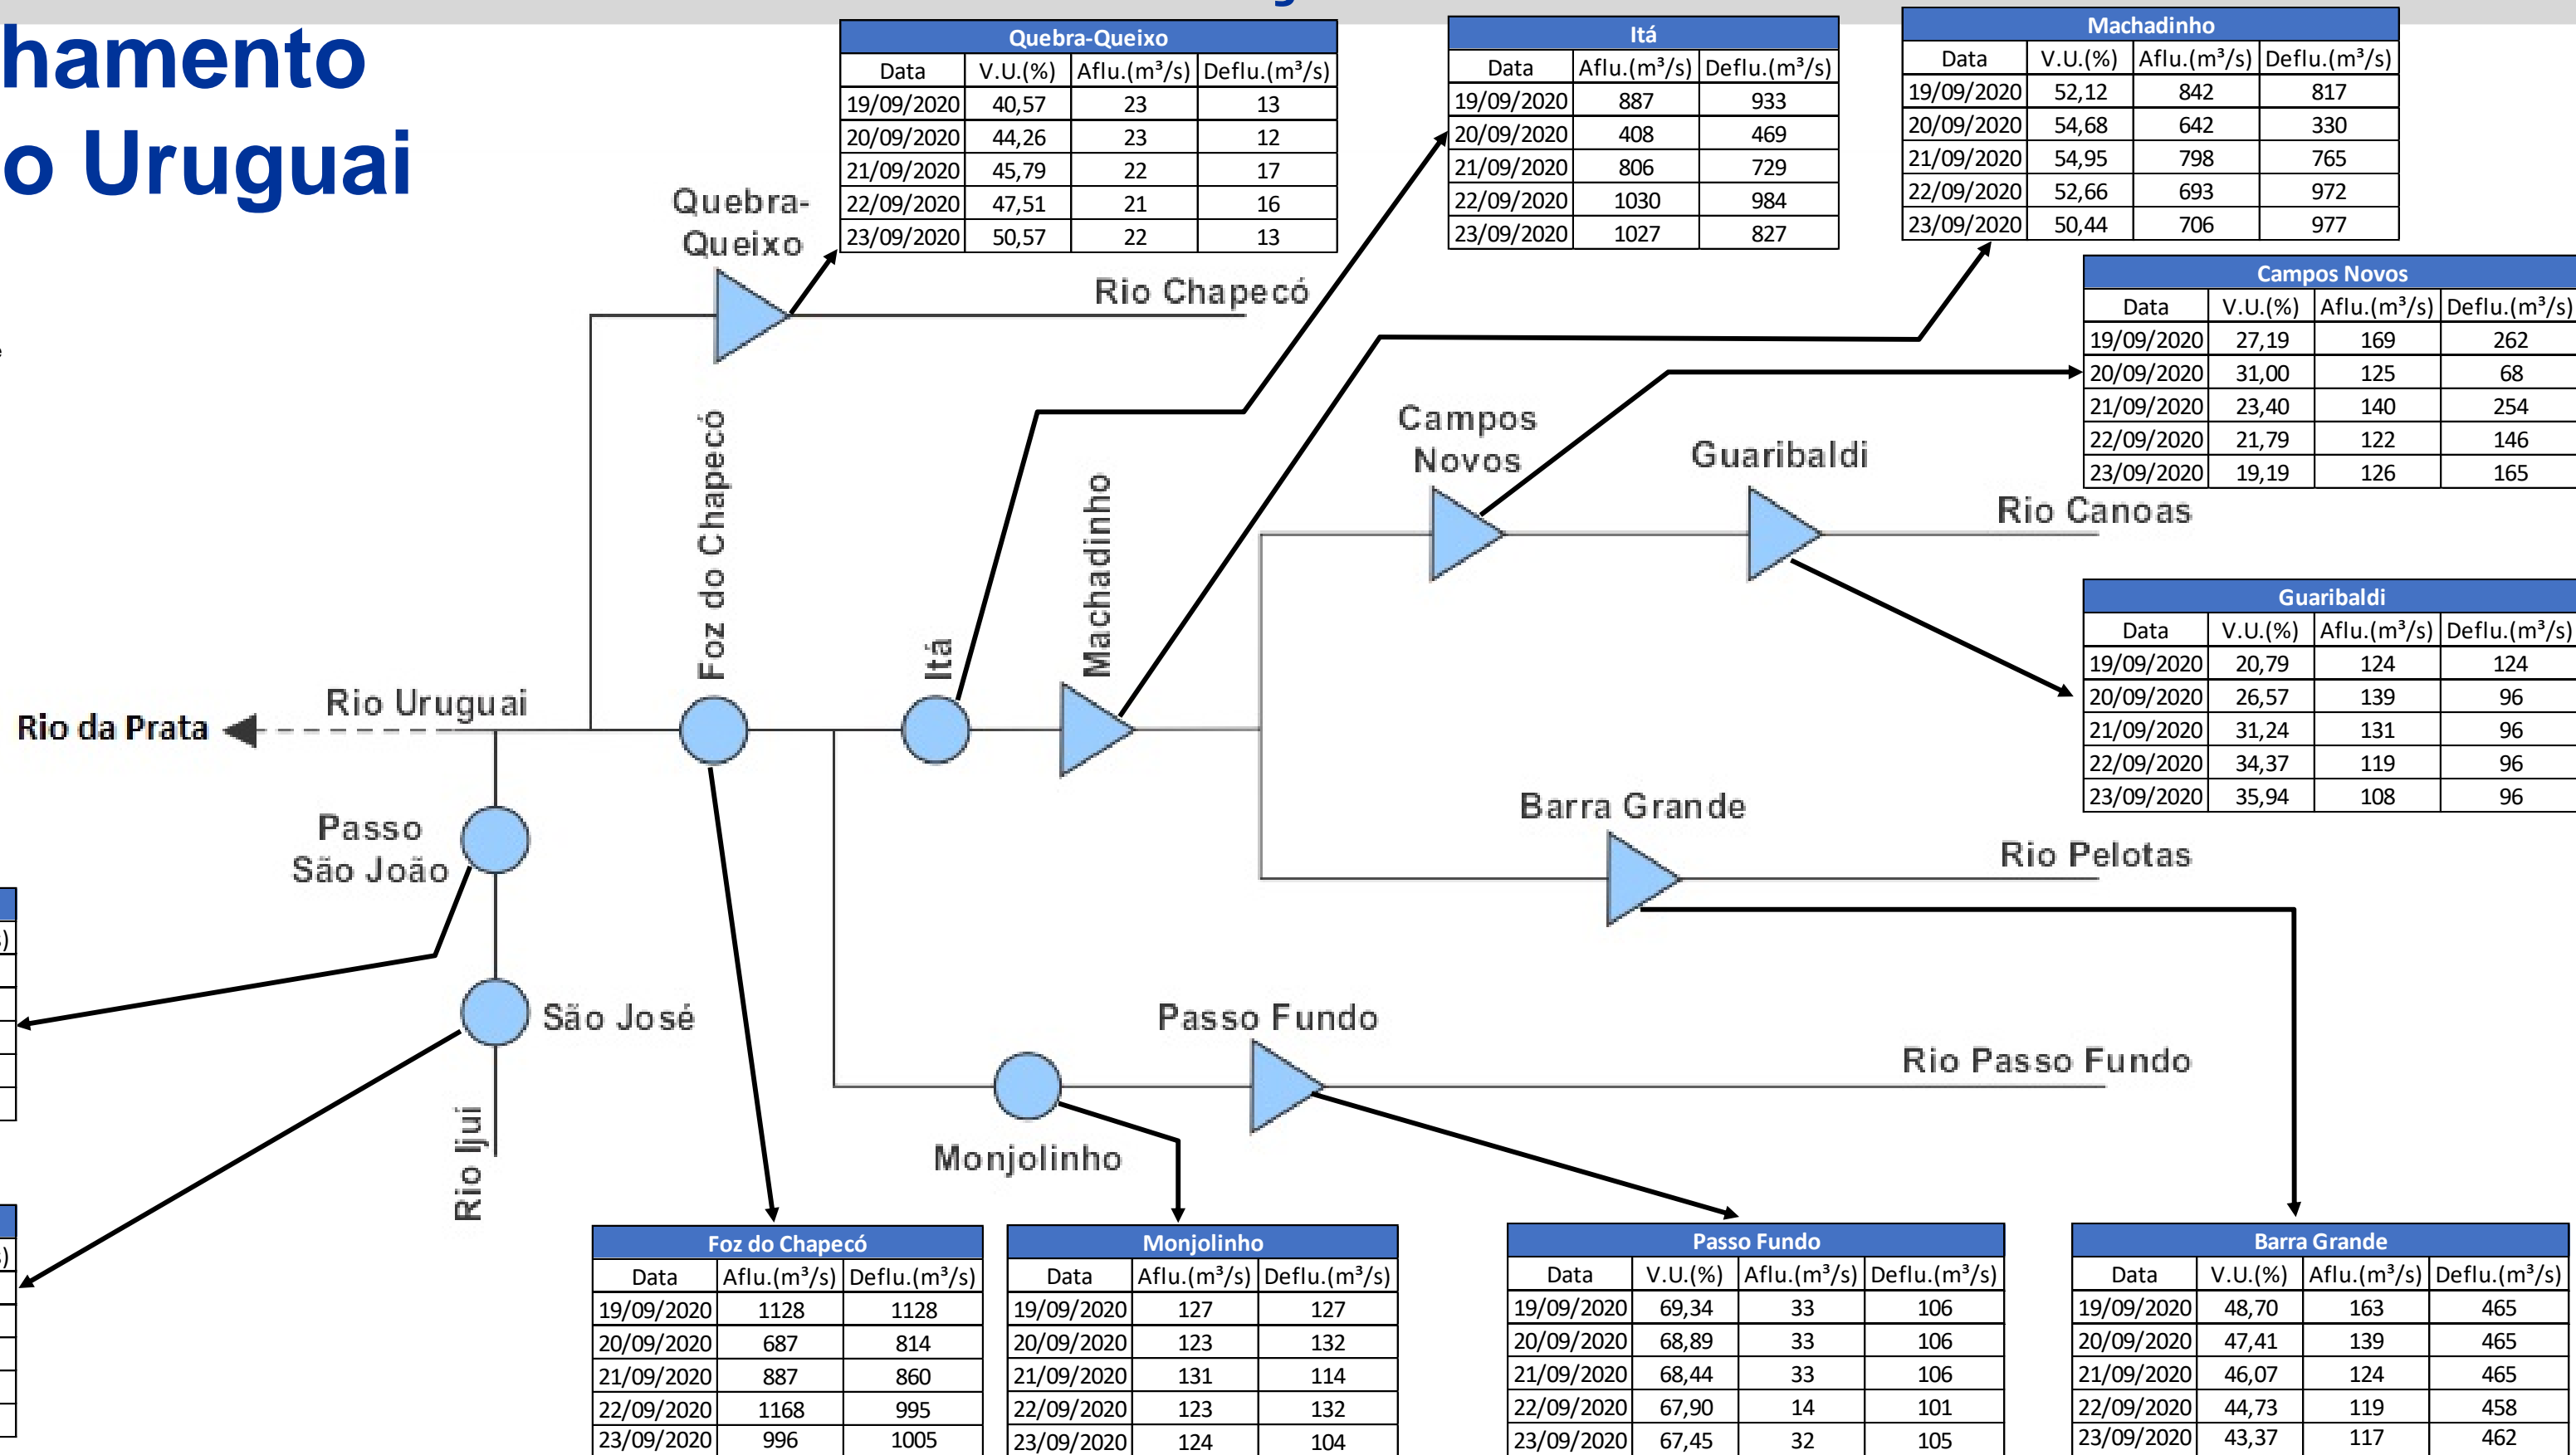 hamento
o Uruguai
Quebra-Queixo
Data V.U.(%) Aflu.(m³/s) Deflu.(m³/s)
19/09/2020 40,57 23 13
20/09/2020 44,26 23 12
21/09/2020 45,79 22 17
22/09/2020 47,51 21 16
23/09/2020 50,57 22 13
Itá
Data Aflu.(m³/s) Deflu.(m³/s)
19/09/2020 887 933
20/09/2020 408 469
21/09/2020 806 729
22/09/2020 1030 984
23/09/2020 1027 827
Machadinho
Data V.U.(%) Aflu.(m³/s) Deflu.(m³/s)
19/09/2020 52,12 842 817
20/09/2020 54,68 642 330
21/09/2020 54,95 798 765
22/09/2020 52,66 693 972
23/09/2020 50,44 706 977
Campos Novos
Data V.U.(%) Aflu.(m³/s) Deflu.(m³/s)
19/09/2020 27,19 169 262
20/09/2020 31,00 125 68
21/09/2020 23,40 140 254
22/09/2020 21,79 122 146
23/09/2020 19,19 126 165
Guaribaldi
Data V.U.(%) Aflu.(m³/s) Deflu.(m³/s)
19/09/2020 20,79 124 124
20/09/2020 26,57 139 96
21/09/2020 31,24 131 96
22/09/2020 34,37 119 96
23/09/2020 35,94 108 96
Quebra-
Queixo
Rio Chapecó
Foz do Chapecó
Itá
Machadinho
Campos
Novos
Guaribaldi
Rio Canoas
Rio da Prata
Rio Uruguai
Passo
São João
São José
Rio Ijui
Barra Grande
Rio Pelotas
Passo Fundo
Rio Passo Fundo
Monjolinho
s)
s)
Foz do Chapecó
Data Aflu.(m³/s) Deflu.(m³/s)
19/09/2020 1128 1128
20/09/2020 687 814
21/09/2020 887 860
22/09/2020 1168 995
23/09/2020 996 1005
Monjolinho
Data Aflu.(m³/s) Deflu.(m³/s)
19/09/2020 127 127
20/09/2020 123 132
21/09/2020 131 114
22/09/2020 123 132
23/09/2020 124 104
Passo Fundo
Data V.U.(%) Aflu.(m³/s) Deflu.(m³/s)
19/09/2020 69,34 33 106
20/09/2020 68,89 33 106
21/09/2020 68,44 33 106
22/09/2020 67,90 14 101
23/09/2020 67,45 32 105
Barra Grande
Data V.U.(%) Aflu.(m³/s) Deflu.(m³/s)
19/09/2020 48,70 163 465
20/09/2020 47,41 139 465
21/09/2020 46,07 124 465
22/09/2020 44,73 119 458
23/09/2020 43,37 117 462